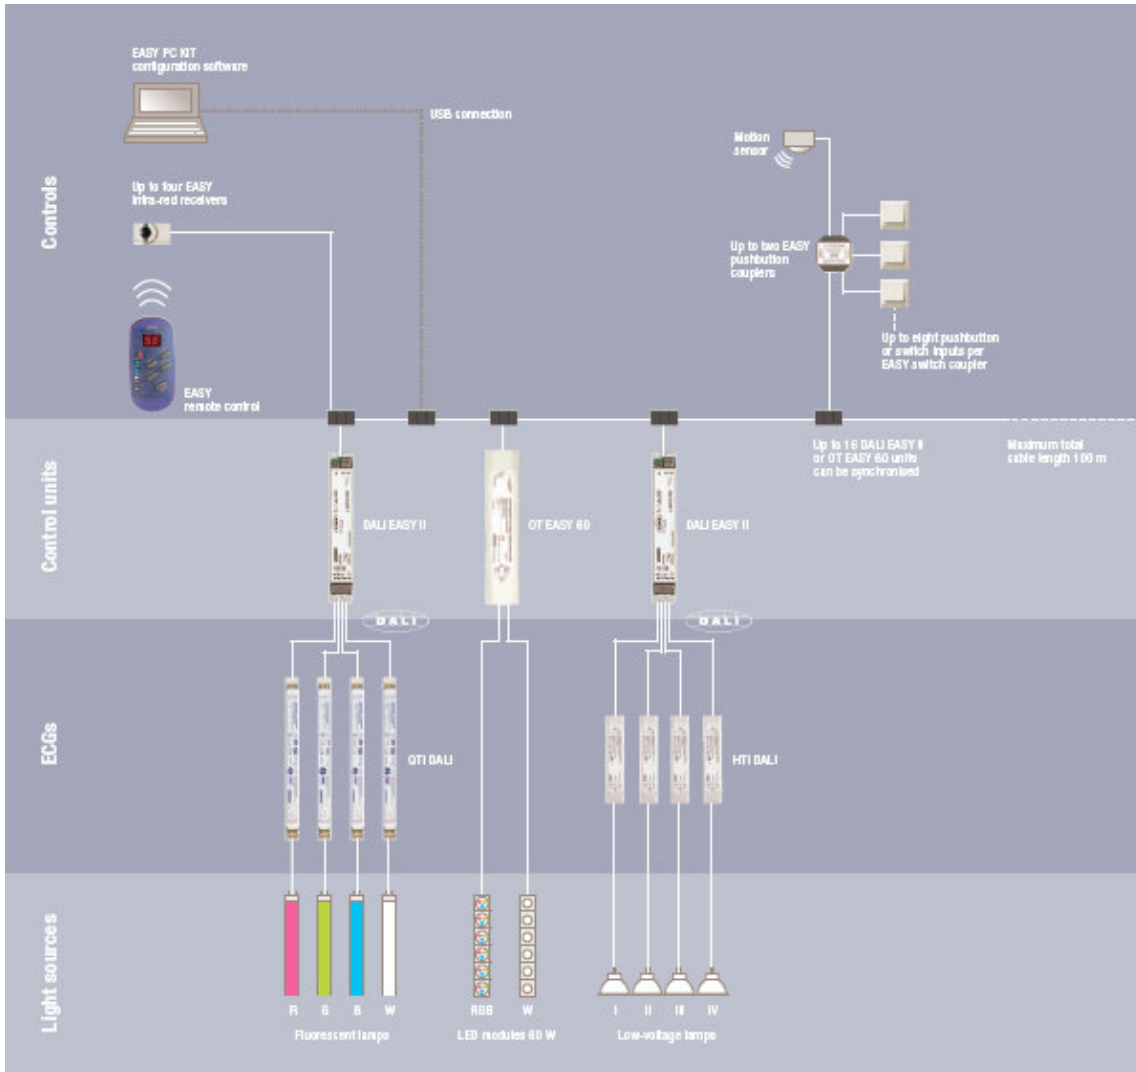 EASY PC KIT
configuration software
USB connection
Motion
sensor
Up to four EASY
infra-red receivers
Up to two EASY
pushbutton
couplers
Up to eight pushbutton
or switch inputs per
EASY switch coupler
EASY
remote control
Controls
Up to 16 DALI EASY II
or OT EASY 60 units
can be synchronised
Maximum total
cable length 100 m
DALI EASY II
OT EASY 60
DALI EASY II
Control units
DALI
DALI
QTI DALI
HTI DALI
ECGs
R G B W
RGB W
I II III IV
Fluorescent lamps
LED modules 60 W
Low-voltage lamps
Light sources